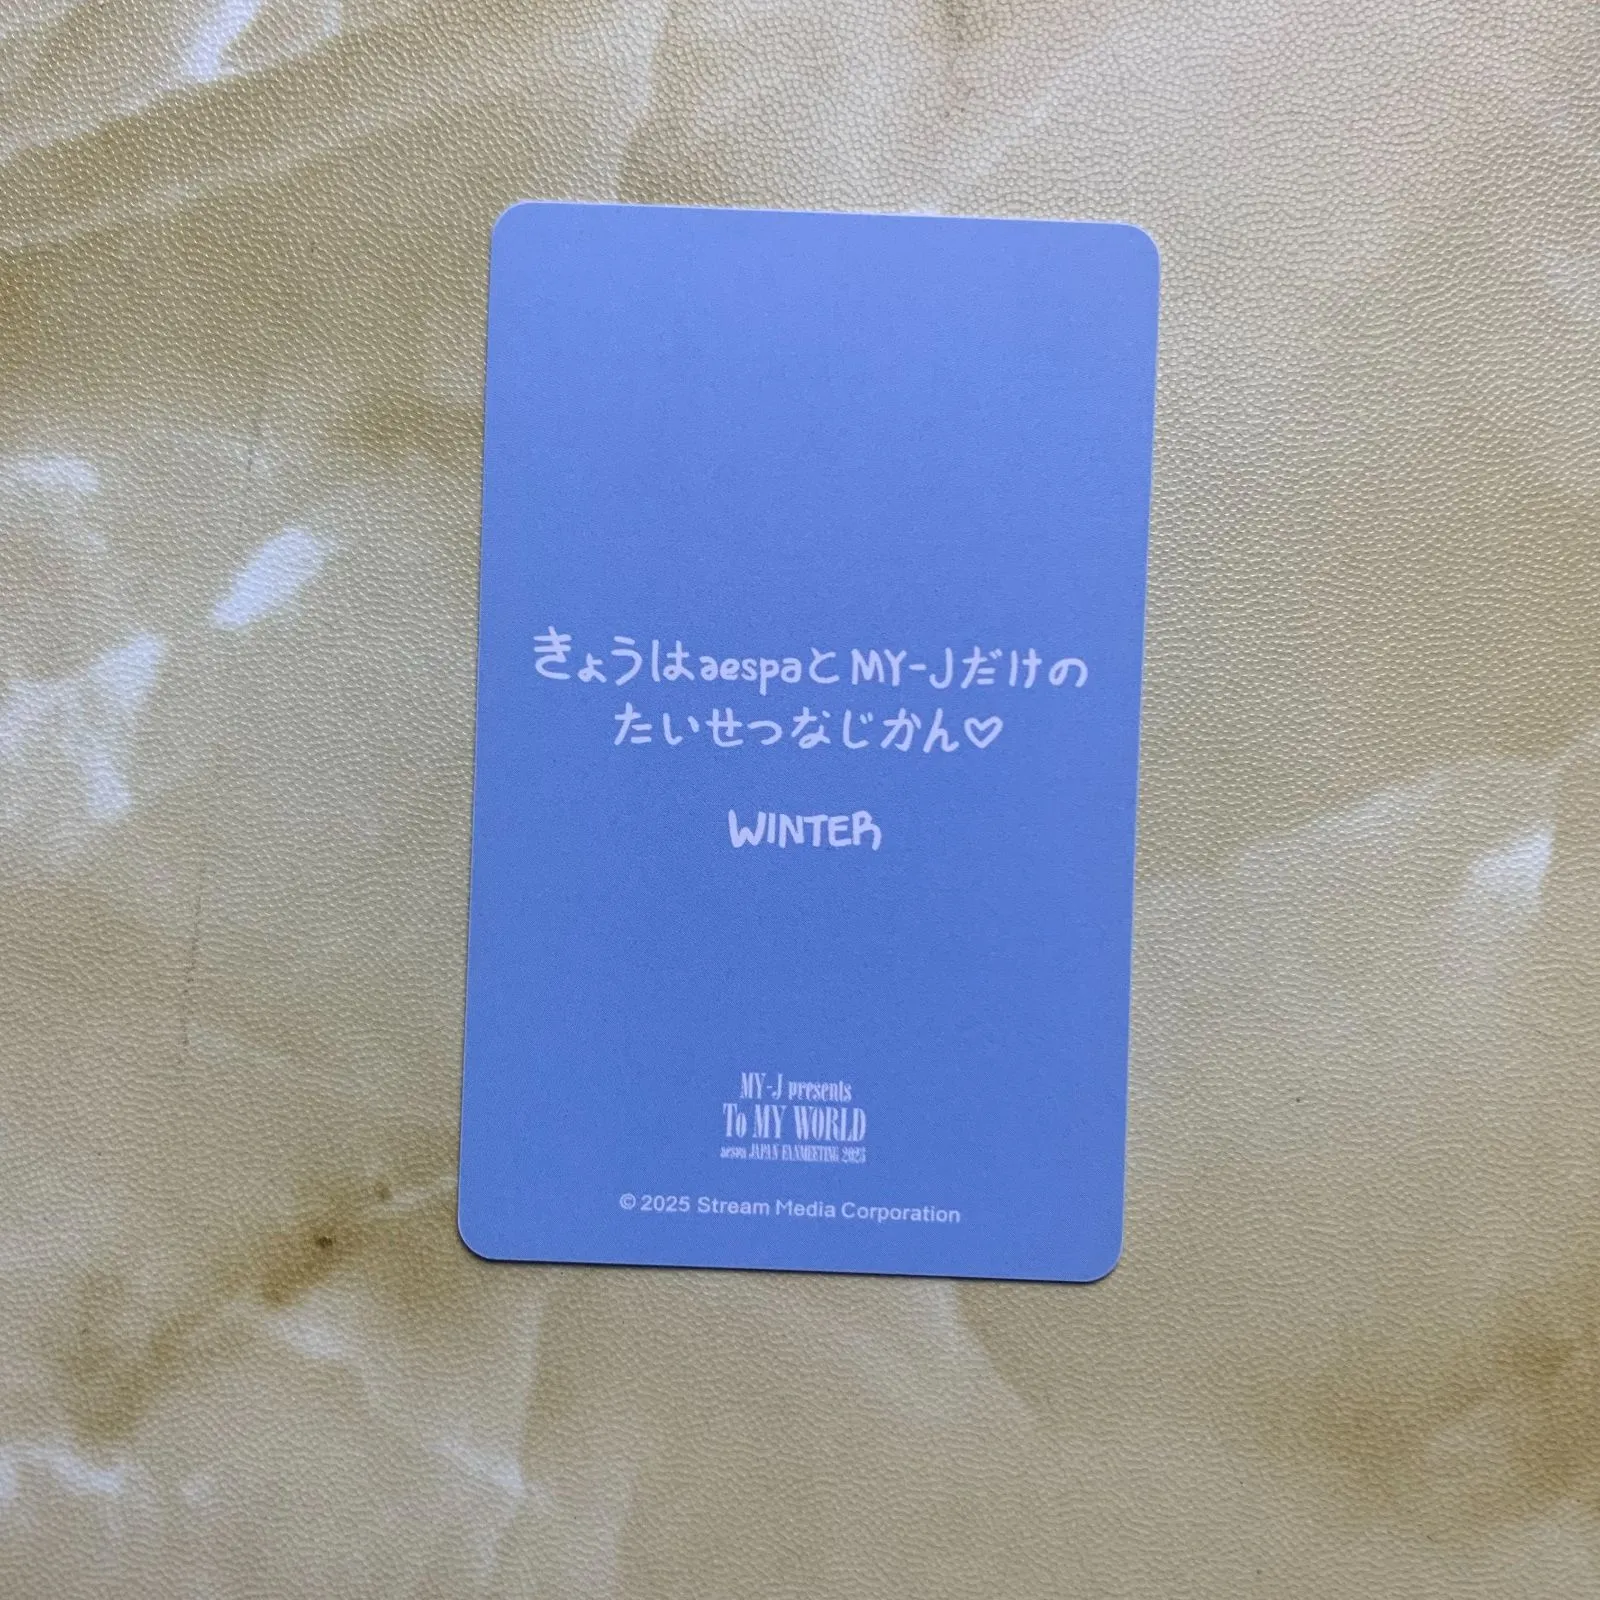 きょうはaespaとMY-Jだけの
たいせつなじかん♡
WINTER
MY-J presents
To MY WORLD
aespa JAPAN FANMEETING 2025
© 2025 Stream Media Corporation